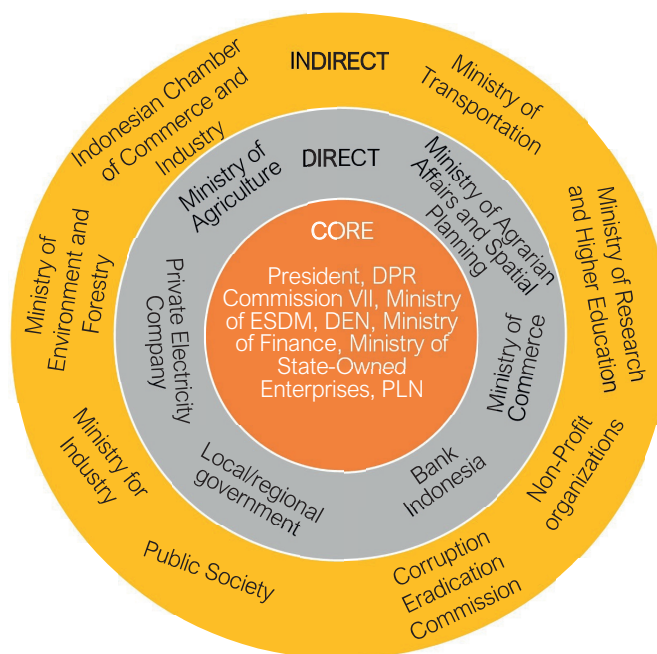 INDIRECT
Ministry of
Transportation
Ministry of Research
and Higher Education
Non-Profit
organizations
Corruption
Eradication
Commission
Public Society
Ministry for
Industry
Ministry of
Environment and
Forestry
Indonesian Chamber
of Commerce and
Industry
DIRECT
Ministry of Agrarian
Affairs and Spatial
Planning
Ministry of
Commerce
Bank
Indonesia
Local/regional
government
Private Electricity
Company
Ministry of
Agriculture
CORE
President, DPR
Commission VII, Ministry
of ESDM, DEN, Ministry
of Finance, Ministry of
State-Owned
Enterprises, PLN